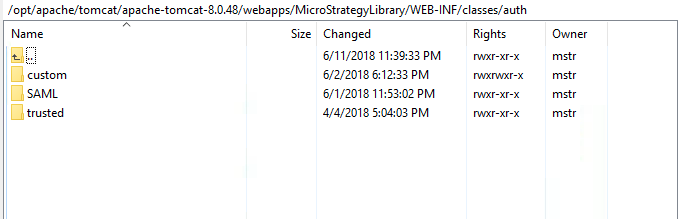 /opt/apache/tomcat/apache-tomcat-8.0.48/webapps/MicroStrategyLibrary/WEB-INF/classes/auth
Name Size Changed Rights Owner
.. 6/11/2018 11:39:33 PM rwxr-xr-x mstr
custom 6/2/2018 6:12:33 PM rwxrwxr-x mstr
SAML 6/1/2018 11:53:02 PM rwxr-xr-x mstr
trusted 4/4/2018 5:04:03 PM rwxr-xr-x mstr